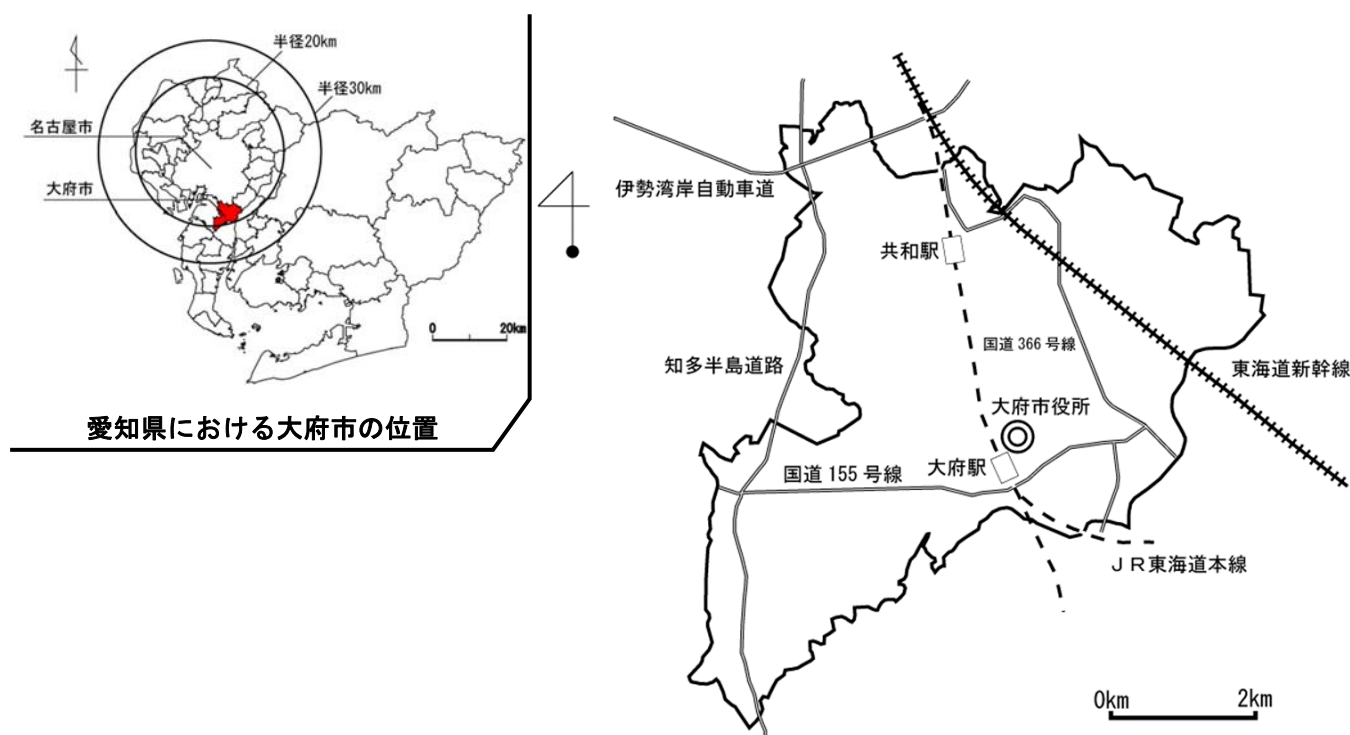 半径20km
半径30km
名古屋市
大府市
0 20km
愛知県における大府市の位置
伊勢湾岸自動車道
共和駅
国道 366 号線
知多半島道路
東海道新幹線
大府市役所
大府駅
国道 155 号線
ＪＲ東海道本線
0km 2km